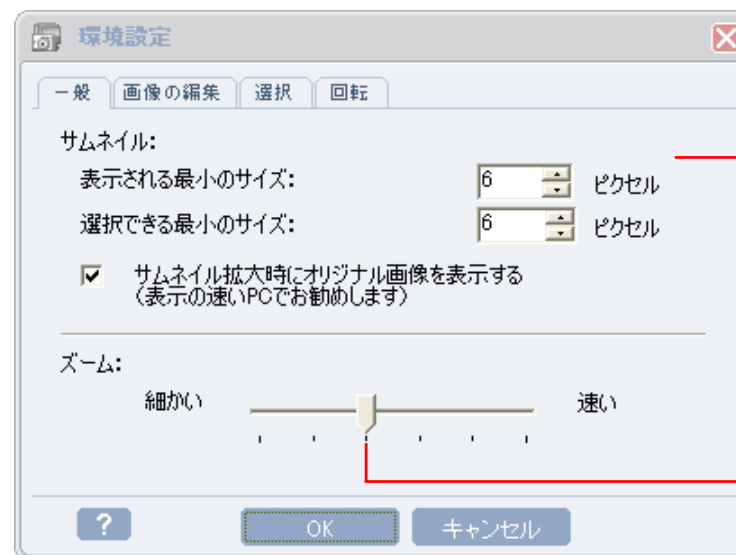 環境設定
一般 画像の編集 選択 回転
サムネイル:
表示される最小のサイズ: 6 ピクセル
選択できる最小のサイズ: 6 ピクセル
サムネイル拡大時にオリジナル画像を表示する
(表示の速いPCでお勧めします)
ズーム:
細かい 速い
? OK キャンセル